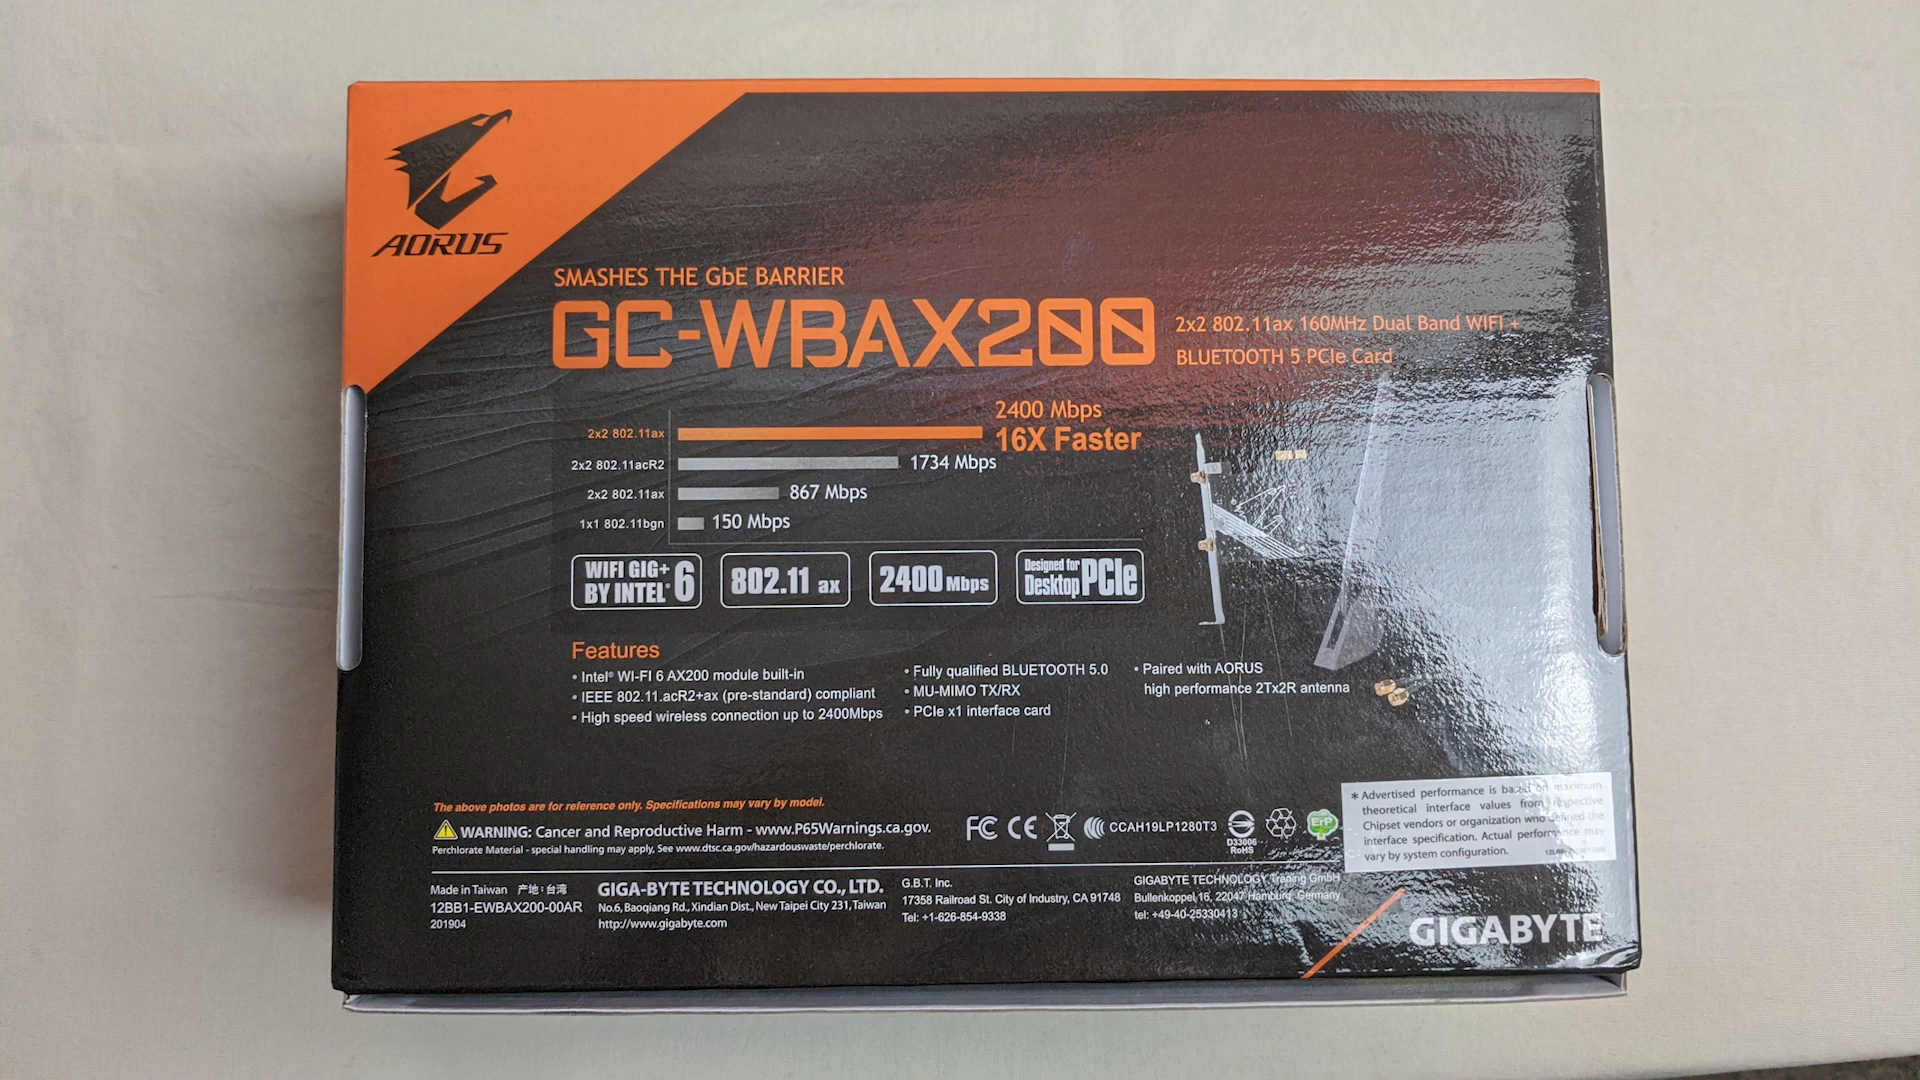 AORUS
SMASHES THE GbE BARRIER
GC-WBAX200
2x2 802.11ax 160MHz Dual Band WIFI +
BLUETOOTH 5 PCIe Card
2400 Mbps
2x2 802.11ax
16X Faster
2x2 802.11acR2
1734 Mbps
2x2 802.11ax
867 Mbps
1x1 802.11bgn
150 Mbps
WIFI GIG+
BY INTEL® 6
802.11 ax
2400 Mbps
Designed for
Desktop PCIe
Features
• Intel® WI-FI 6 AX200 module built-in
• IEEE 802.11.acR2+ax (pre-standard) compliant
• High speed wireless connection up to 2400Mbps
• Fully qualified BLUETOOTH 5.0
• MU-MIMO TX/RX
• PCIe x1 interface card
• Paired with AORUS
high performance 2Tx2R antenna
The above photos are for reference only. Specifications may vary by model.
WARNING: Cancer and Reproductive Harm - www.P65Warnings.ca.gov.
Perchlorate Material - special handling may apply, See www.dtsc.ca.gov/hazardouswaste/perchlorate.
FC CE
CCAH19LP1280T3
D33006
RoHS
ErP
* Advertised performance is based on maximum
theoretical interface values from respective
Chipset vendors or organization who defined the
interface specification. Actual performance may
vary by system configuration.
Made in Taiwan 产地:台湾
12BB1-EWBAX200-00AR
201904
GIGA-BYTE TECHNOLOGY CO., LTD.
No.6, Baoqiang Rd., Xindian Dist., New Taipei City 231, Taiwan
http://www.gigabyte.com
G.B.T. Inc.
17358 Railroad St. City of Industry, CA 91748
Tel: +1-626-854-9338
GIGABYTE TECHNOLOGY Trading GmbH
Bullenkoppel 16, 22047 Hamburg, Germany
tel: +49-40-25330413
GIGABYTE